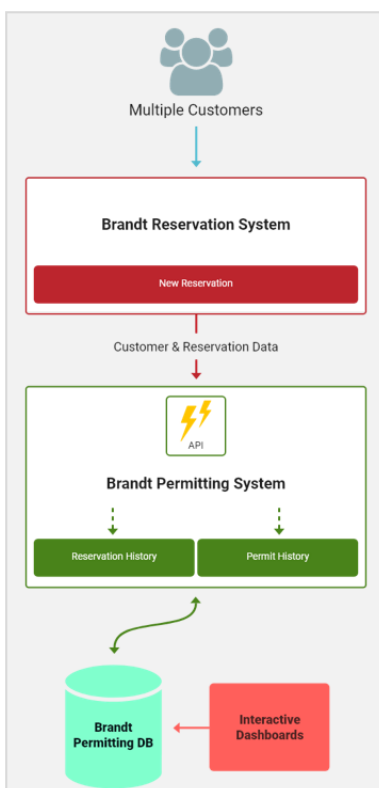 Multiple Customers
Brandt Reservation System
New Reservation
Customer & Reservation Data
API
Brandt Permitting System
Reservation History
Permit History
Brandt
Permitting DB
Interactive
Dashboards